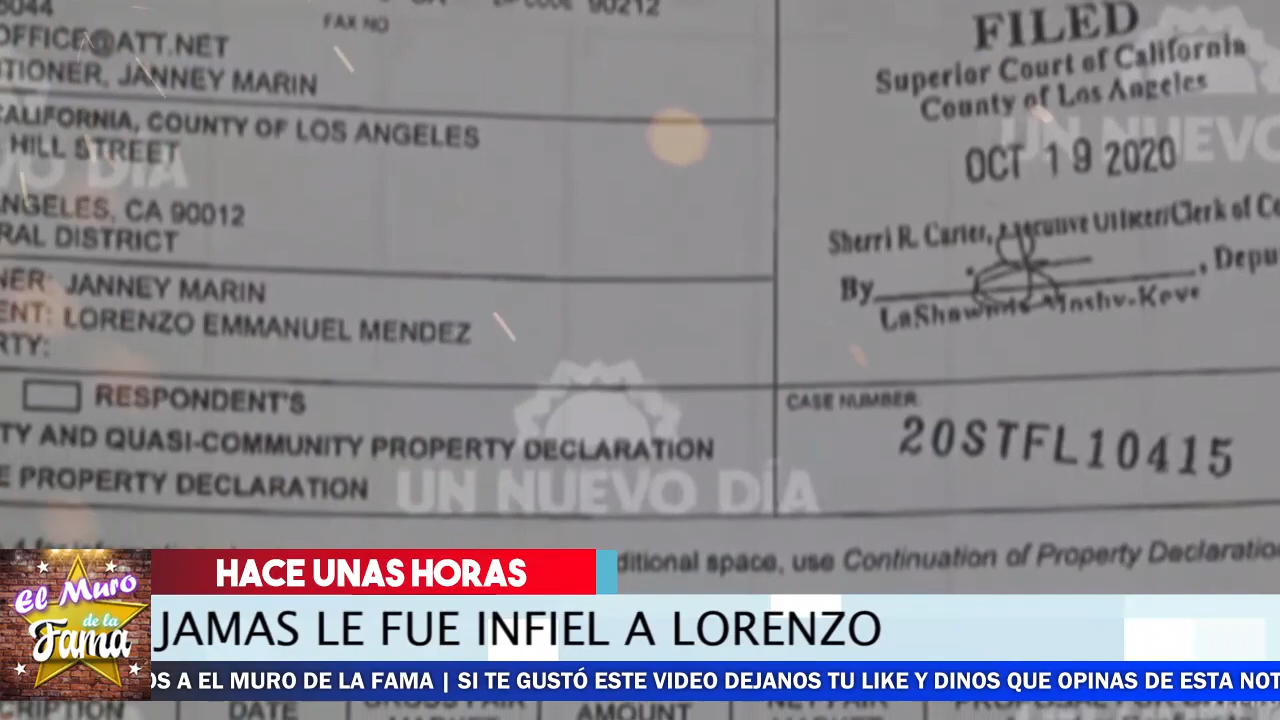 90212
FAX NO
OFFICE@ATT.NET
TIONER, JANNEY MARIN
CALIFORNIA, COUNTY OF LOS ANGELES
HILL STREET
ANGELES, CA 90012
RAL DISTRICT
NER: JANNEY MARIN
ENT: LORENZO EMMANUEL MENDEZ
RTY:
RESPONDENT'S
TY AND QUASI-COMMUNITY PROPERTY DECLARATION
E PROPERTY DECLARATION
FILED
Superior Court of California
County of Los Angeles
OCT 19 2020
Sherri R. Carter, Executive Officer/Clerk of Co
By , Depu
CASE NUMBER
20STFL10415
UN NUEVO DÍA
UN NUEVO
VO DÍA
ditional space, use Continuation of Property Declaratio
HACE UNAS HORAS
JAMAS LE FUE INFIEL A LORENZO
El Muro
de la
Fama
OS A EL MURO DE LA FAMA | SI TE GUSTÓ ESTE VIDEO DEJANOS TU LIKE Y DINOS QUE OPINAS DE ESTA NOT
CRIPTION
DATE
AMOUNT